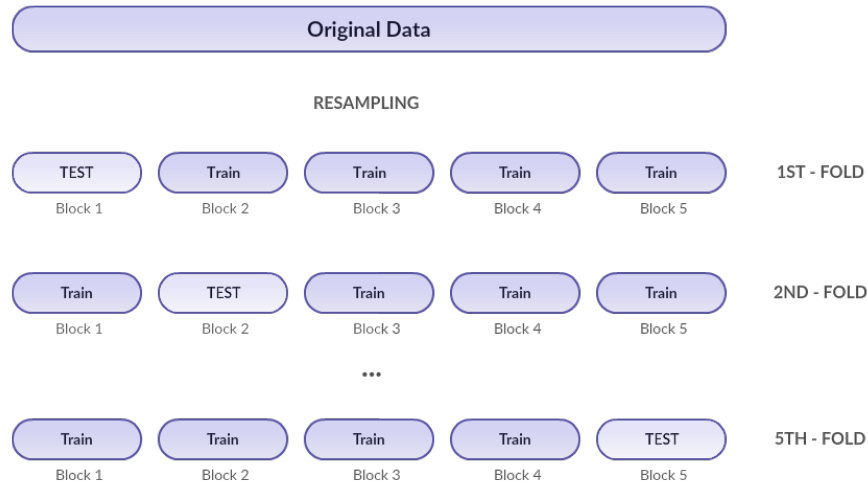 Original Data
RESAMPLING
TEST Train Train Train Train 1ST - FOLD
Block 1 Block 2 Block 3 Block 4 Block 5
Train TEST Train Train Train 2ND - FOLD
Block 1 Block 2 Block 3 Block 4 Block 5
...
Train Train Train Train TEST 5TH - FOLD
Block 1 Block 2 Block 3 Block 4 Block 5